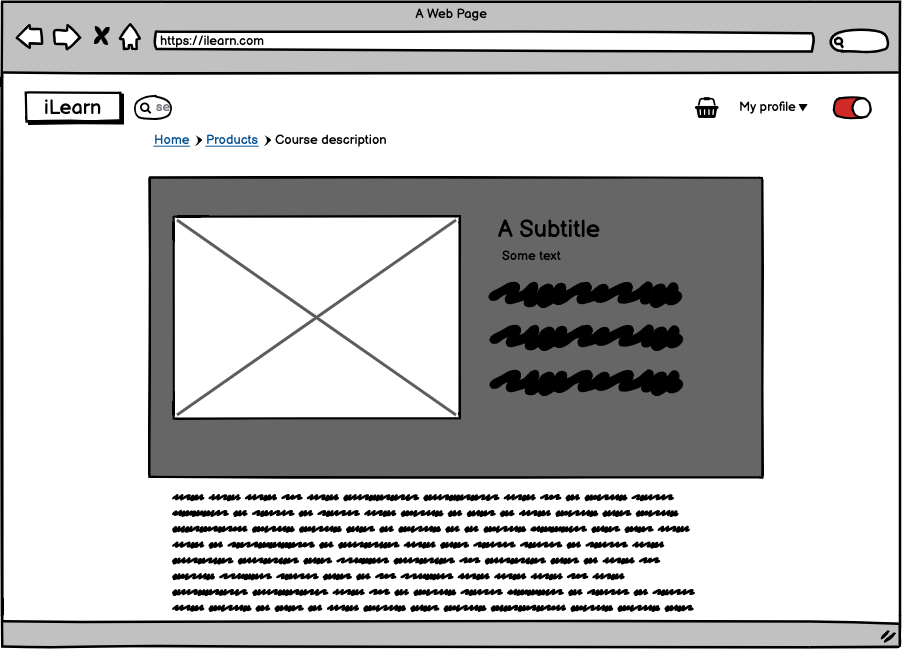 A Web Page
https://ilearn.com
iLearn
se
My profile
Home
Products
Course description
A Subtitle
Some text